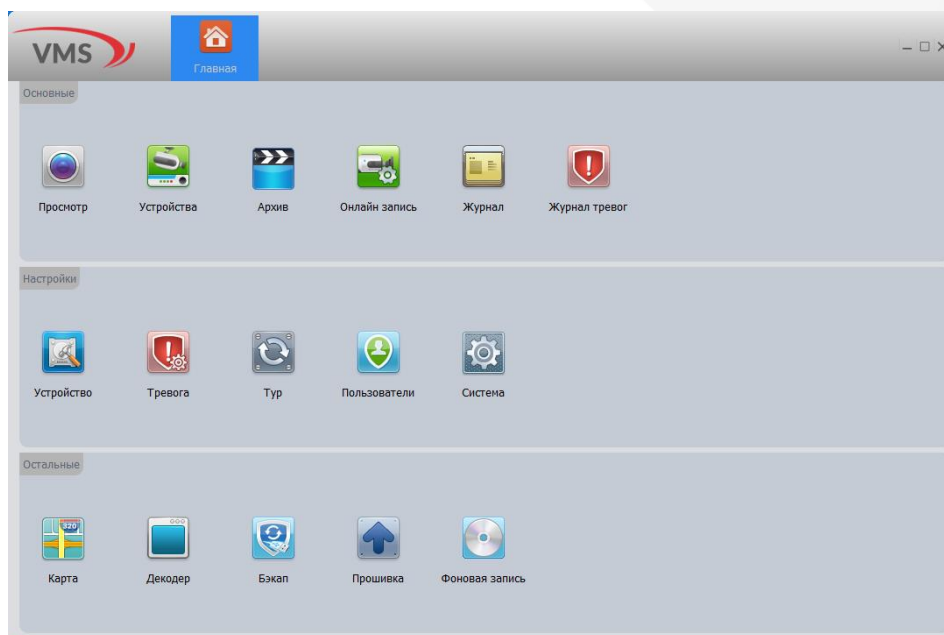 VMS
Главная
Основные
Просмотр Устройства Архив Онлайн запись Журнал Журнал тревог
Настройки
Устройство Тревога Тур Пользователи Система
Остальные
320
Карта Декодер Бэкап Прошивка Фоновая запись